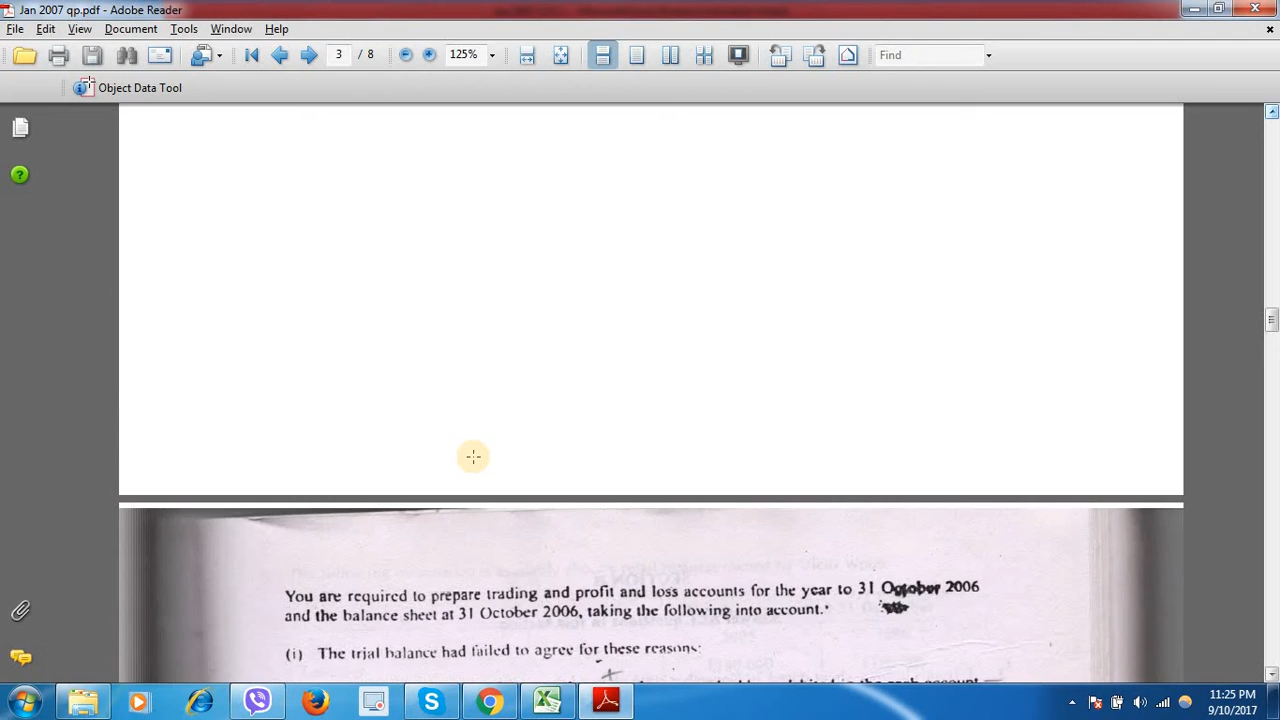 Jan 2007 qp.pdf - Adobe Reader
File Edit View Document Tools Window Help
3 / 8 125% Find
Object Data Tool
You are required to prepare trading and profit and loss accounts for the year to 31 October 2006
and the balance sheet at 31 October 2006, taking the following into account.
(i) The trial balance had failed to agree for these reasons:
11:25 PM
9/10/2017